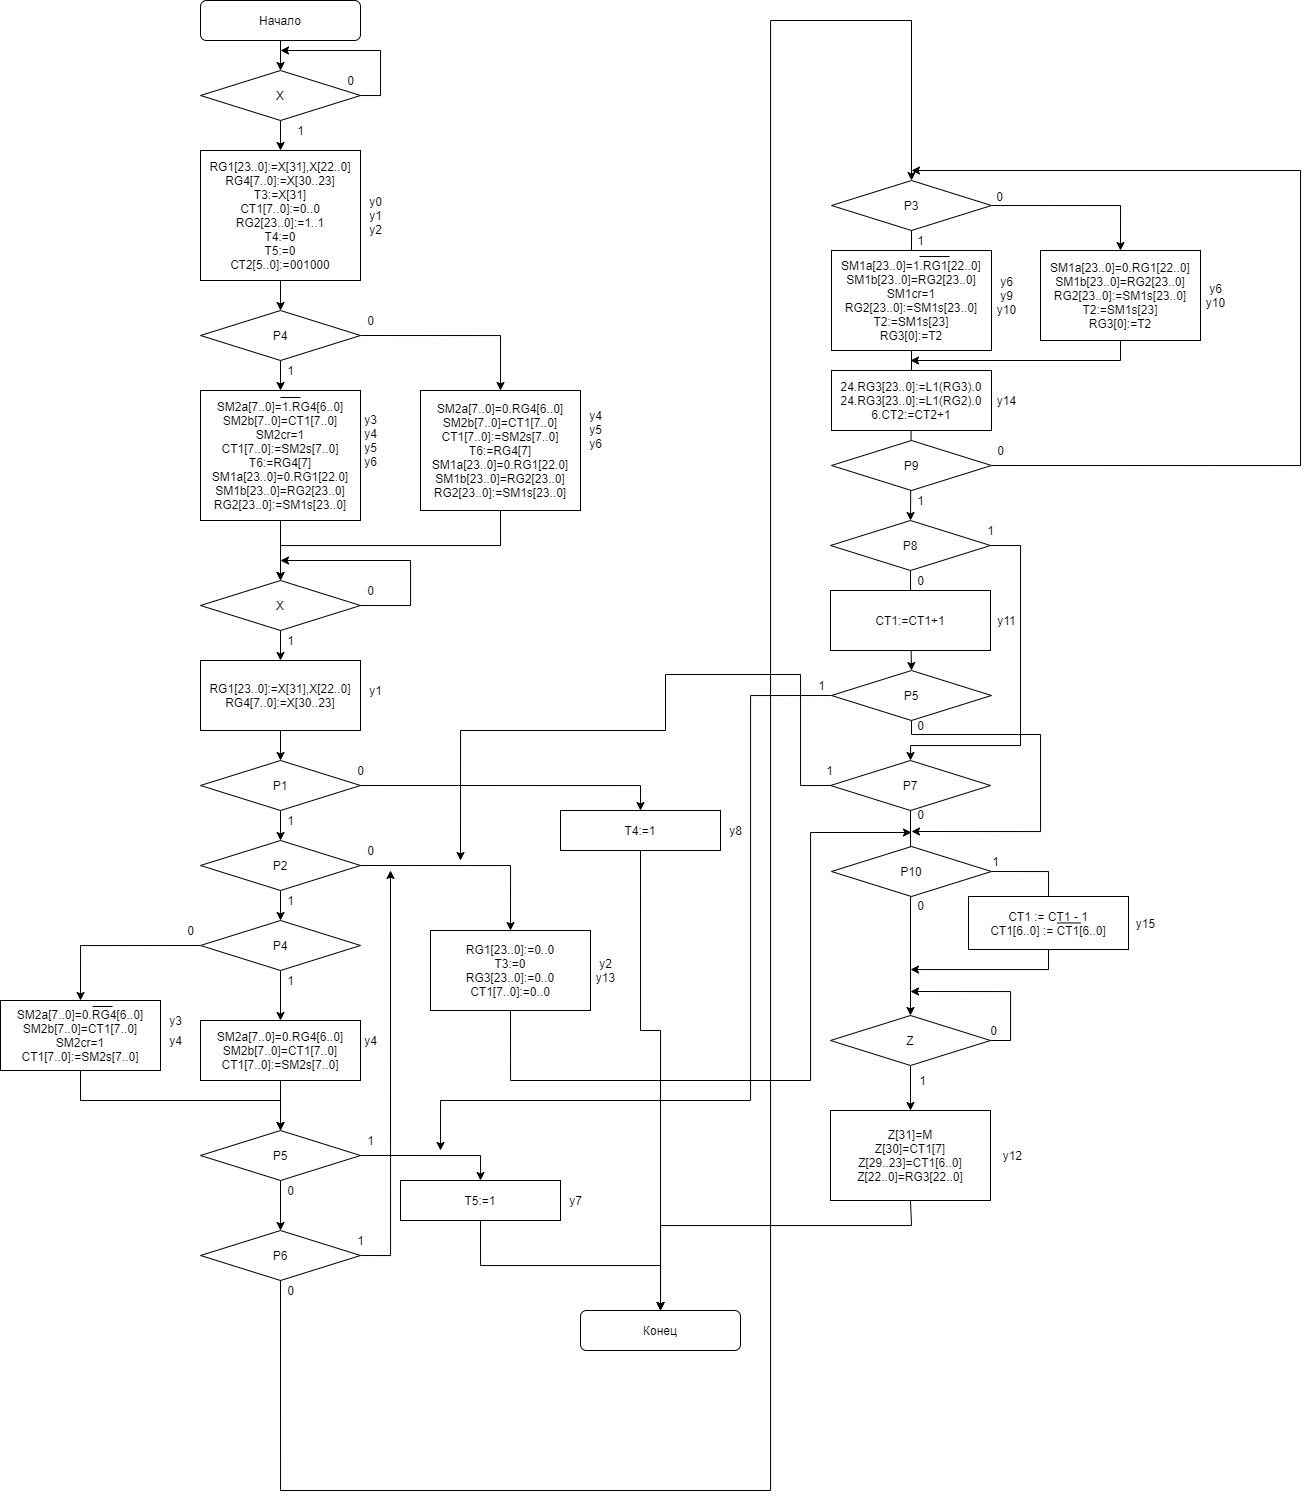 Начало
X
0
1
RG1[23..0]:=X[31],X[22..0]
RG4[7..0]:=X[30..23]
T3:=X[31]
CT1[7..0]:=0..0
RG2[23..0]:=1..1
T4:=0
T5:=0
CT2[5..0]:=001000
y0
y1
y2
P4
0
1
SM2a[7..0]=1.RG4[6..0]
SM2b[7..0]=CT1[7..0]
SM2cr=1
CT1[7..0]:=SM2s[7..0]
T6:=RG4[7]
SM1a[23..0]=0.RG1[22.0]
SM1b[23..0]=RG2[23..0]
RG2[23..0]:=SM1s[23..0]
y3
y4
y5
y6
SM2a[7..0]=0.RG4[6..0]
SM2b[7..0]=CT1[7..0]
CT1[7..0]:=SM2s[7..0]
T6:=RG4[7]
SM1a[23..0]=0.RG1[22.0]
SM1b[23..0]=RG2[23..0]
RG2[23..0]:=SM1s[23..0]
y4
y5
y6
X
0
1
RG1[23..0]:=X[31],X[22..0]
RG4[7..0]:=X[30..23]
y1
P1
0
1
T4:=1
y8
P2
0
1
P4
0
1
RG1[23..0]:=0..0
T3:=0
RG3[23..0]:=0..0
CT1[7..0]:=0..0
y2
y13
SM2a[7..0]=0.RG4[6..0]
SM2b[7..0]=CT1[7..0]
SM2cr=1
CT1[7..0]:=SM2s[7..0]
y3
y4
SM2a[7..0]=0.RG4[6..0]
SM2b[7..0]=CT1[7..0]
CT1[7..0]:=SM2s[7..0]
y4
P5
1
0
T5:=1
y7
P6
1
0
Конец
P3
0
1
SM1a[23..0]=1.RG1[22..0]
SM1b[23..0]=RG2[23..0]
SM1cr=1
RG2[23..0]:=SM1s[23..0]
T2:=SM1s[23]
RG3[0]:=T2
y6
y9
y10
SM1a[23..0]=0.RG1[22..0]
SM1b[23..0]=RG2[23..0]
RG2[23..0]:=SM1s[23..0]
T2:=SM1s[23]
RG3[0]:=T2
y6
y10
24.RG3[23..0]:=L1(RG3).0
24.RG3[23..0]:=L1(RG2).0
6.CT2:=CT2+1
y14
P9
0
1
P8
1
0
CT1:=CT1+1
y11
P5
1
0
P7
1
0
P10
1
0
CT1 := CT1 - 1
CT1[6..0] := CT1[6..0]
y15
Z
0
1
Z[31]=M
Z[30]=CT1[7]
Z[29..23]=CT1[6..0]
Z[22..0]=RG3[22..0]
y12